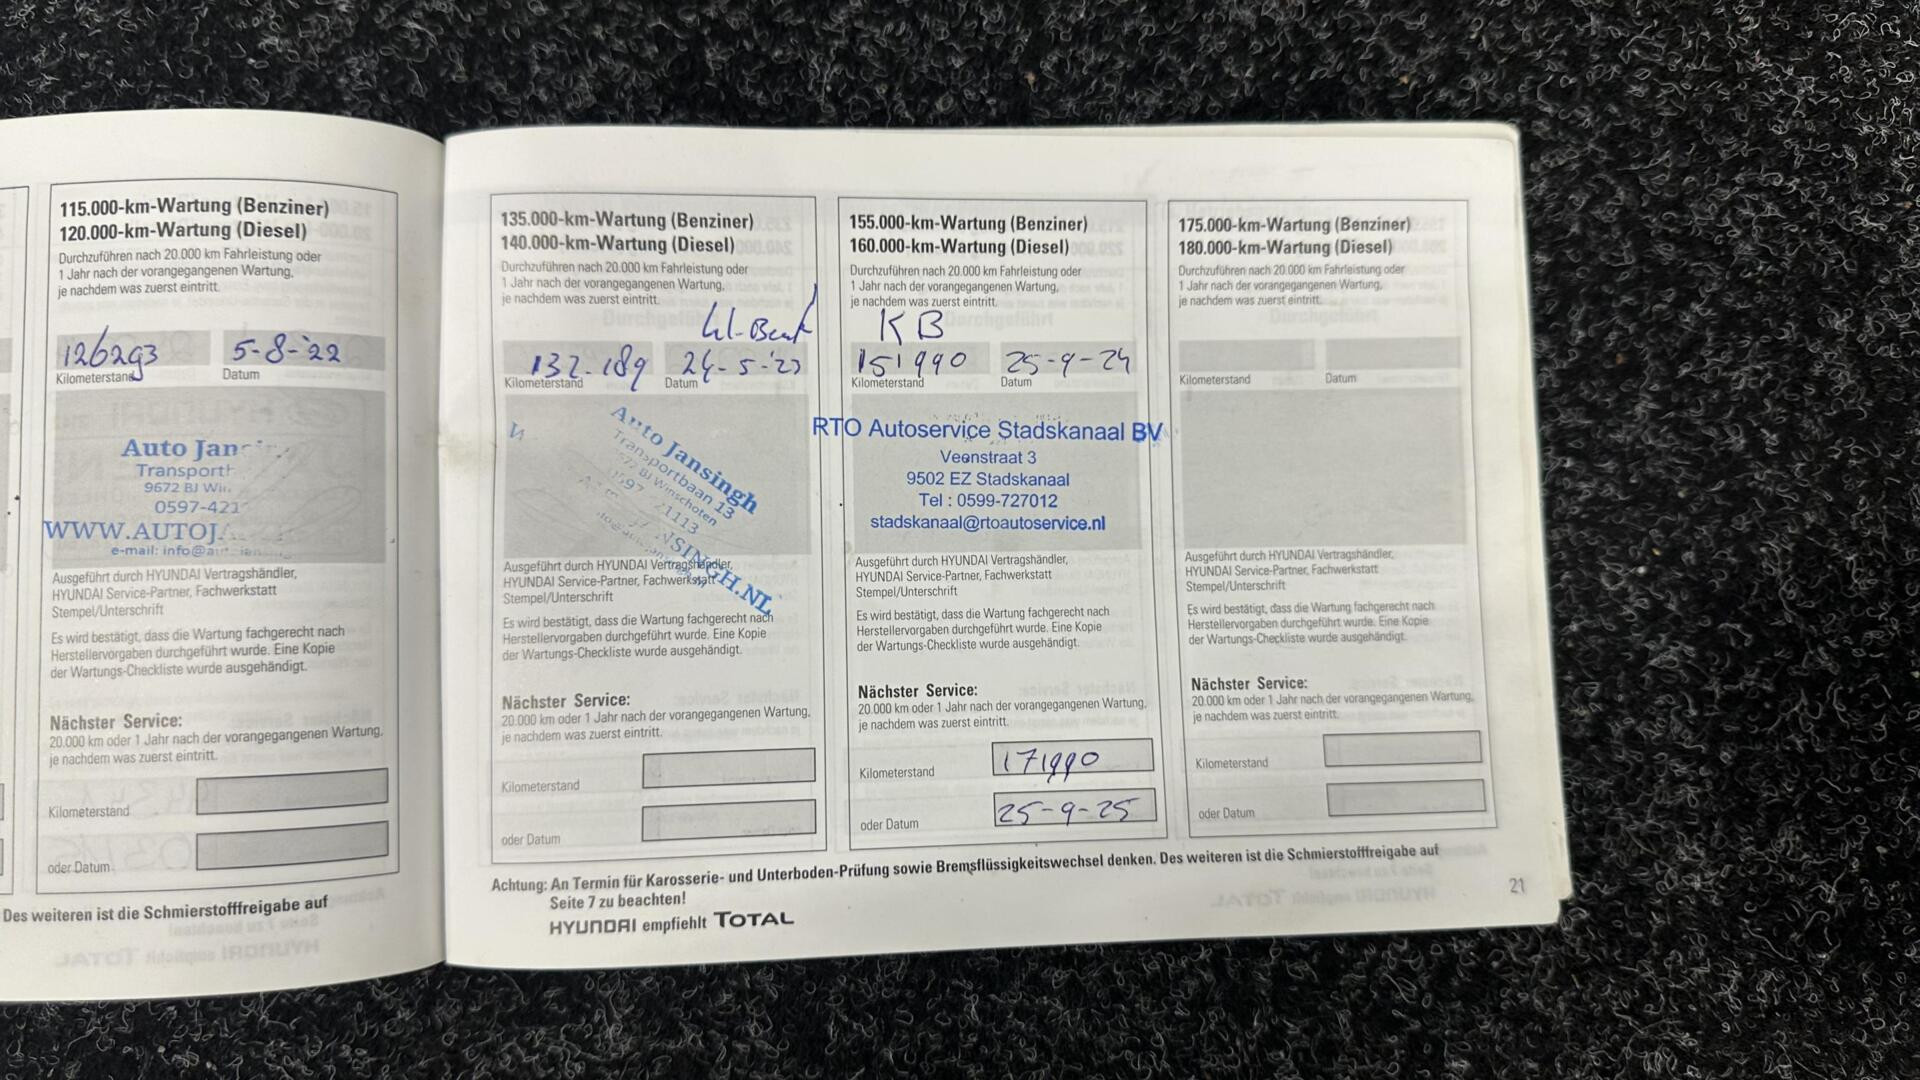 115.000-km-Wartung (Benziner)
120.000-km-Wartung (Diesel)
Durchzuführen nach 20.000 km Fahrleistung oder
1 Jahr nach der vorangegangenen Wartung,
je nachdem was zuerst eintritt.
126293 5-8-'22
Kilometerstand Datum
Auto Jan
Transport
9672 BJ Win
0597-421
WWW.AUTOJ
e-mail: info@
Ausgeführt durch HYUNDAI Vertragshändler,
HYUNDAI Service-Partner, Fachwerkstatt
Stempel/Unterschrift
Es wird bestätigt, dass die Wartung fachgerecht nach
Herstellervorgaben durchgeführt wurde. Eine Kopie
der Wartungs-Checkliste wurde ausgehändigt.
Nächster Service:
20.000 km oder 1 Jahr nach der vorangegangenen Wartung,
je nachdem was zuerst eintritt.
Kilometerstand
oder Datum
Des weiteren ist die Schmierstofffreigabe auf
135.000-km-Wartung (Benziner)
140.000-km-Wartung (Diesel)
Durchzuführen nach 20.000 km Fahrleistung oder
1 Jahr nach der vorangegangenen Wartung,
je nachdem was zuerst eintritt.
132.189 24-5-'23
Kilometerstand Datum
Auto Jansingh
Transportbaan 13
9672 BJ Winschoten
NSINGH.NL
Ausgeführt durch HYUNDAI Vertragshändler,
HYUNDAI Service-Partner, Fachwerkstatt
Stempel/Unterschrift
Es wird bestätigt, dass die Wartung fachgerecht nach
Herstellervorgaben durchgeführt wurde. Eine Kopie
der Wartungs-Checkliste wurde ausgehändigt.
Nächster Service:
20.000 km oder 1 Jahr nach der vorangegangenen Wartung,
je nachdem was zuerst eintritt.
Kilometerstand
oder Datum
155.000-km-Wartung (Benziner)
160.000-km-Wartung (Diesel)
Durchzuführen nach 20.000 km Fahrleistung oder
1 Jahr nach der vorangegangenen Wartung,
je nachdem was zuerst eintritt.
KB
151990 25-9-24
Kilometerstand Datum
RTO Autoservice Stadskanaal BV
Veenstraat 3
9502 EZ Stadskanaal
Tel : 0599-727012
stadskanaal@rtoautoservice.nl
Ausgeführt durch HYUNDAI Vertragshändler,
HYUNDAI Service-Partner, Fachwerkstatt
Stempel/Unterschrift
Es wird bestätigt, dass die Wartung fachgerecht nach
Herstellervorgaben durchgeführt wurde. Eine Kopie
der Wartungs-Checkliste wurde ausgehändigt.
Nächster Service:
20.000 km oder 1 Jahr nach der vorangegangenen Wartung,
je nachdem was zuerst eintritt.
Kilometerstand 171990
oder Datum 25-9-25
175.000-km-Wartung (Benziner)
180.000-km-Wartung (Diesel)
Durchzuführen nach 20.000 km Fahrleistung oder
1 Jahr nach der vorangegangenen Wartung,
je nachdem was zuerst eintritt.
Kilometerstand Datum
Ausgeführt durch HYUNDAI Vertragshändler,
HYUNDAI Service-Partner, Fachwerkstatt
Stempel/Unterschrift
Es wird bestätigt, dass die Wartung fachgerecht nach
Herstellervorgaben durchgeführt wurde. Eine Kopie
der Wartungs-Checkliste wurde ausgehändigt.
Nächster Service:
20.000 km oder 1 Jahr nach der vorangegangenen Wartung,
je nachdem was zuerst eintritt.
Kilometerstand
oder Datum
Achtung: An Termin für Karosserie- und Unterboden-Prüfung sowie Bremsflüssigkeitswechsel denken. Des weiteren ist die Schmierstofffreigabe auf
Seite 7 zu beachten!
HYUNDAI empfiehlt TOTAL
21